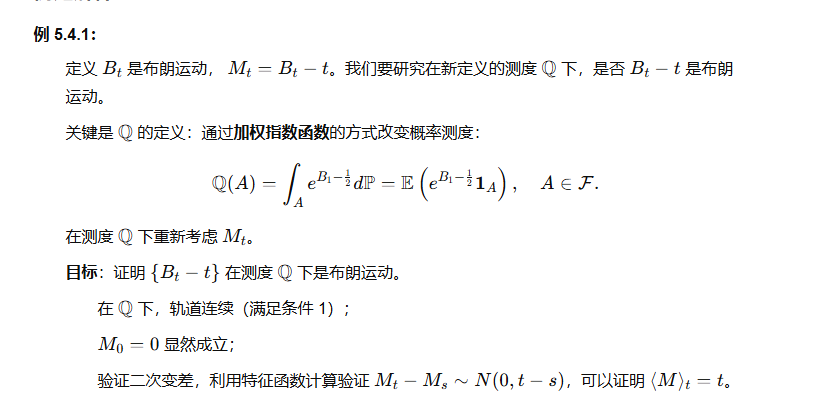 例 5.4.1：
定义 $B_t$ 是布朗运动， $M_t = B_t - t$。我们要研究在新定义的测度 $\mathbb{Q}$ 下，是否 $B_t - t$ 是布朗
运动。
关键是 $\mathbb{Q}$ 的定义：通过加权指数函数的方式改变概率测度：
$$\mathbb{Q}(A) = \int_A e^{B_1 - \frac{1}{2}} d\mathbb{P} = \mathbb{E}\left(e^{B_1 - \frac{1}{2}} \mathbf{1}_A\right), \quad A \in \mathcal{F}.$$
在测度 $\mathbb{Q}$ 下重新考虑 $M_t$。
目标：证明 $\{B_t - t\}$ 在测度 $\mathbb{Q}$ 下是布朗运动。
在 $\mathbb{Q}$ 下，轨道连续（满足条件 1）；
$M_0 = 0$ 显然成立；
验证二次变差，利用特征函数计算验证 $M_t - M_s \sim N(0, t - s)$，可以证明 $\langle M \rangle_t = t$。